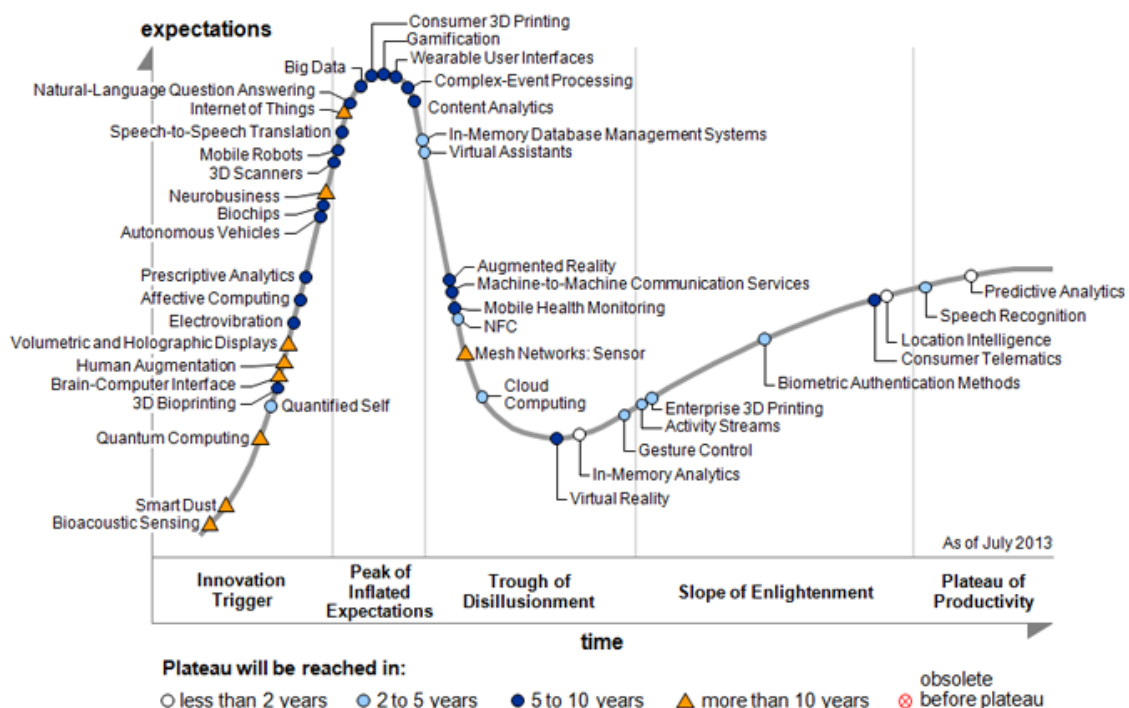 expectations
Consumer 3D Printing
Gamification
Wearable User Interfaces
Big Data
Complex-Event Processing
Natural-Language Question Answering
Internet of Things
Content Analytics
Speech-to-Speech Translation
In-Memory Database Management Systems
Mobile Robots
Virtual Assistants
3D Scanners
Neurobusiness
Biochips
Autonomous Vehicles
Augmented Reality
Prescriptive Analytics
Machine-to-Machine Communication Services
Predictive Analytics
Affective Computing
Mobile Health Monitoring
Speech Recognition
Electrovibration
NFC
Volumetric and Holographic Displays
Location Intelligence
Mesh Networks: Sensor
Consumer Telematics
Human Augmentation
Brain-Computer Interface
Cloud
Computing
Biometric Authentication Methods
3D Bioprinting
Quantified Self
Enterprise 3D Printing
Activity Streams
Quantum Computing
Gesture Control
In-Memory Analytics
Virtual Reality
Smart Dust
Bioacoustic Sensing
As of July 2013
Innovation
Trigger
Peak of
Inflated
Expectations
Trough of
Disillusionment
Slope of Enlightenment
Plateau of
Productivity
time
Plateau will be reached in:
less than 2 years
2 to 5 years
5 to 10 years
more than 10 years
obsolete
before plateau